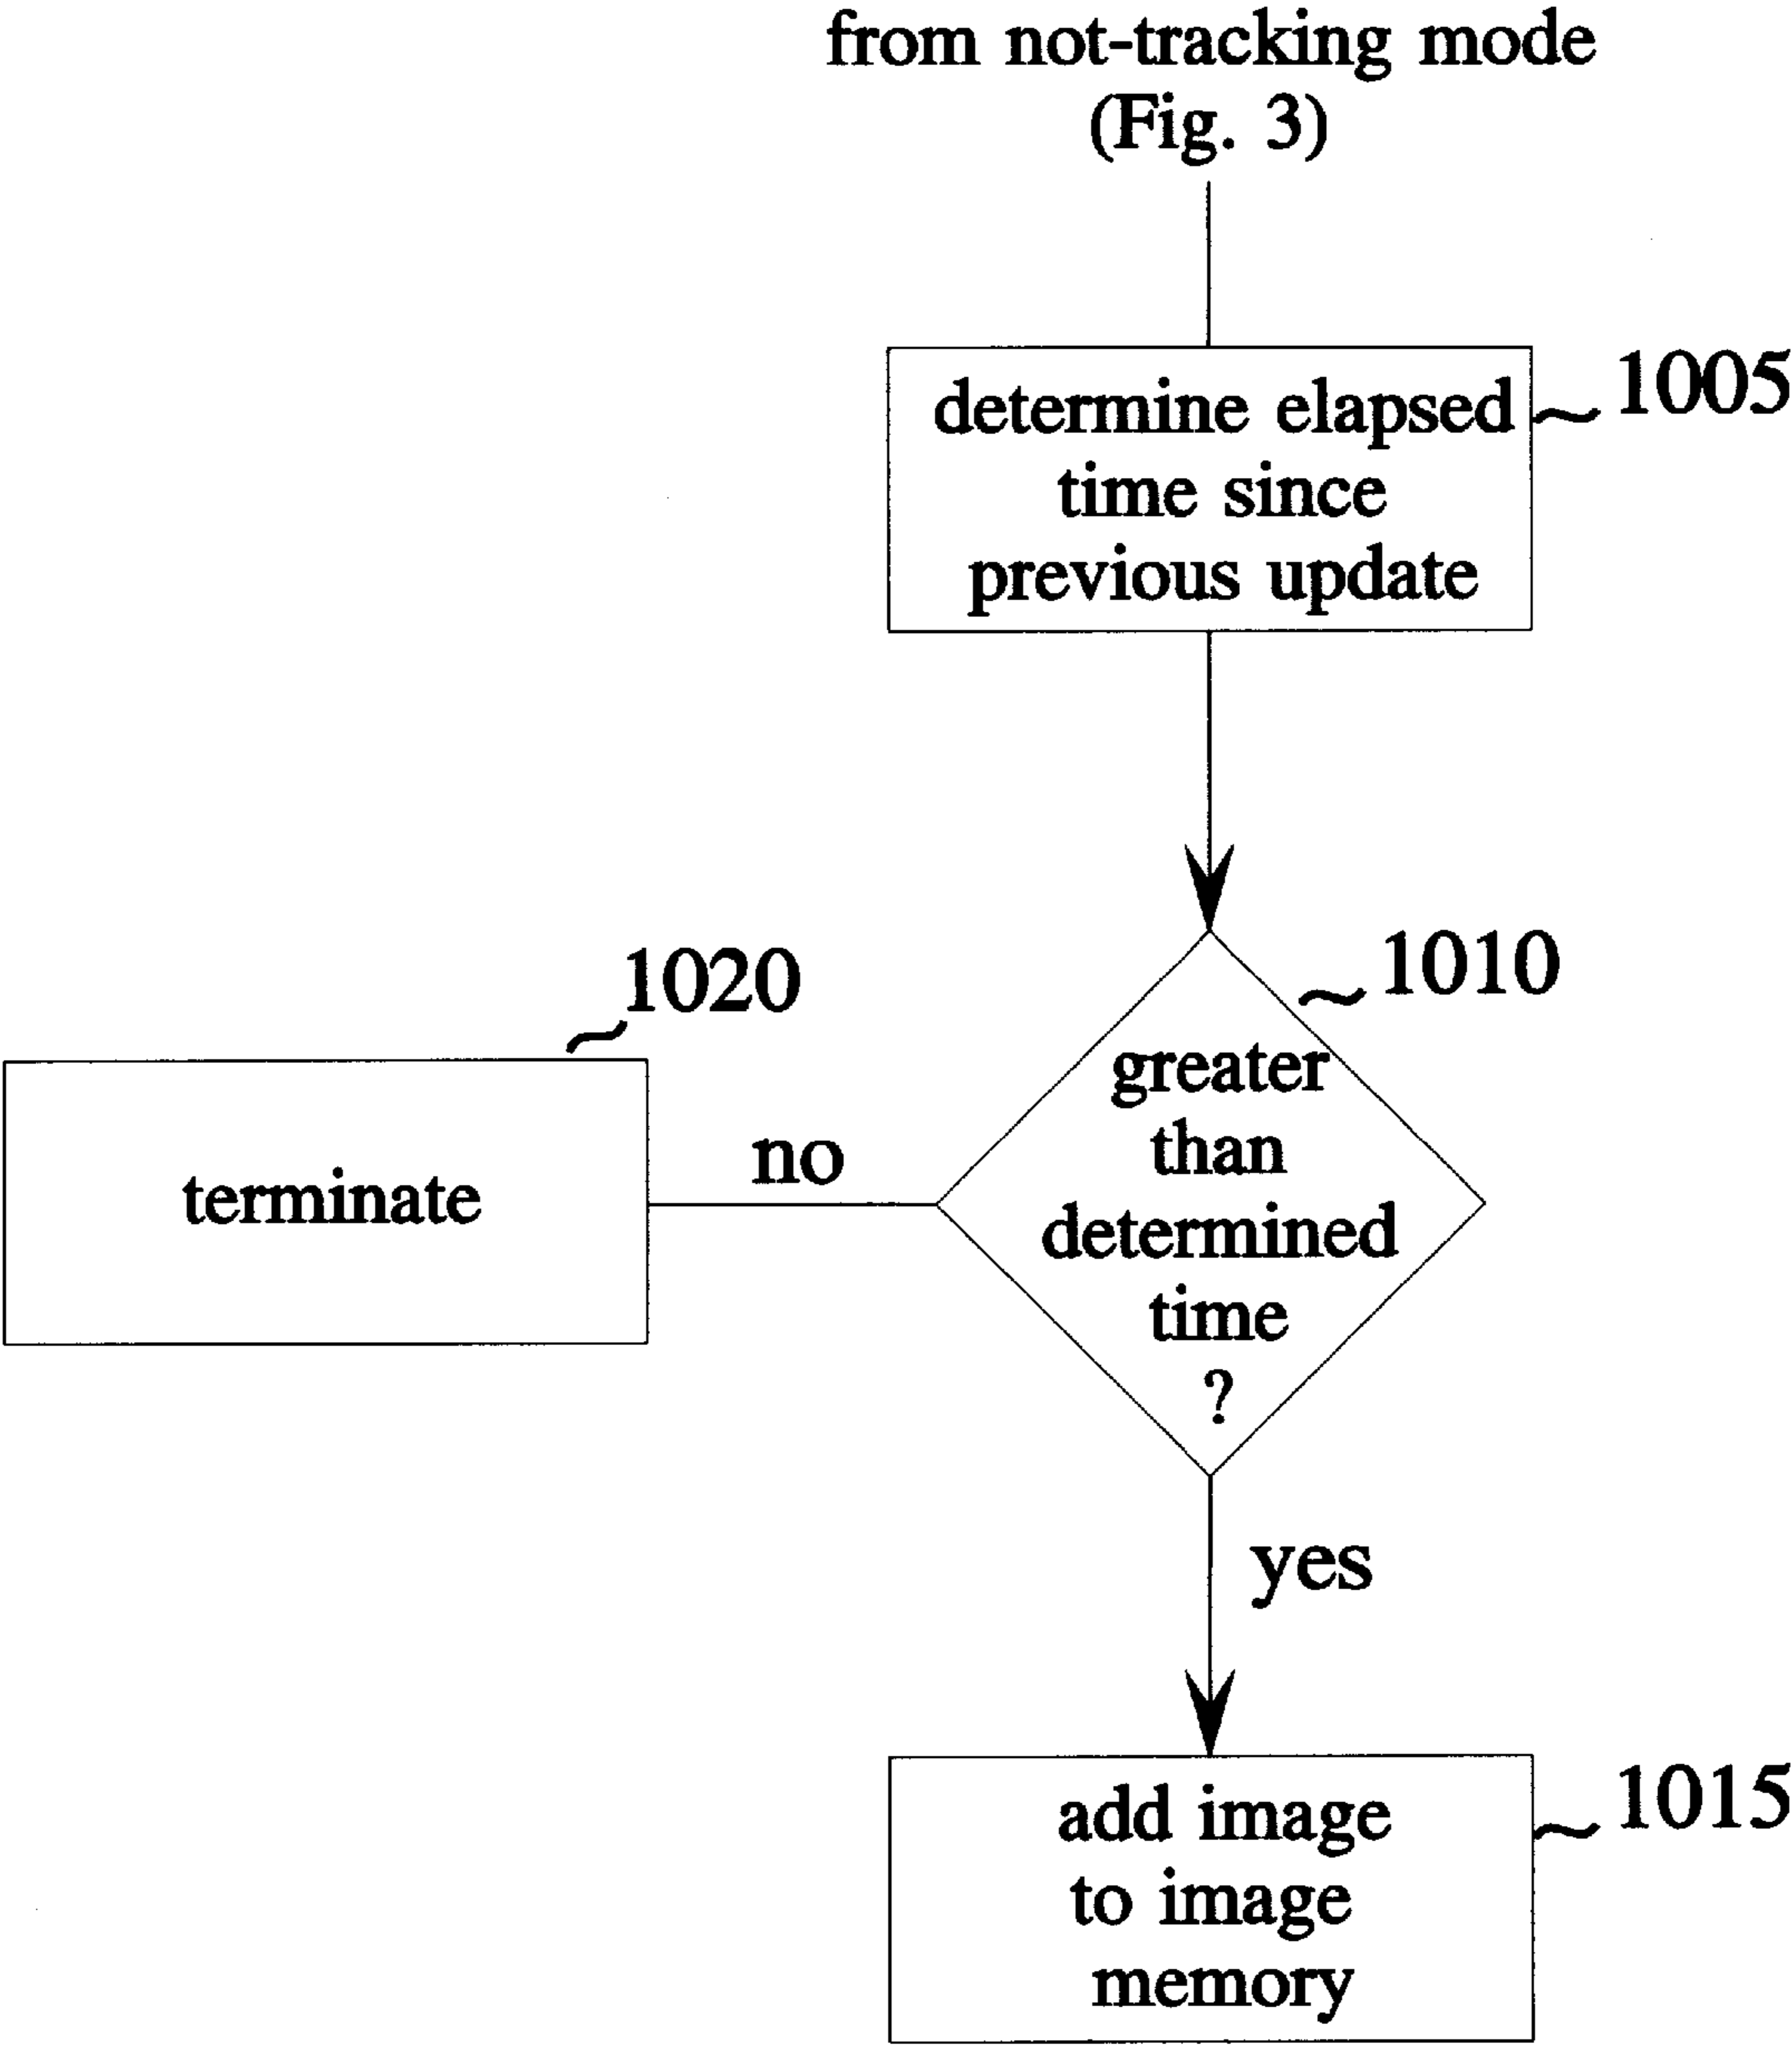 from not-tracking mode
(Fig. 3)
determine elapsed
time since
previous update
1005
1010
greater
than
determined
time
?
no
1020
terminate
yes
add image
to image
memory
1015